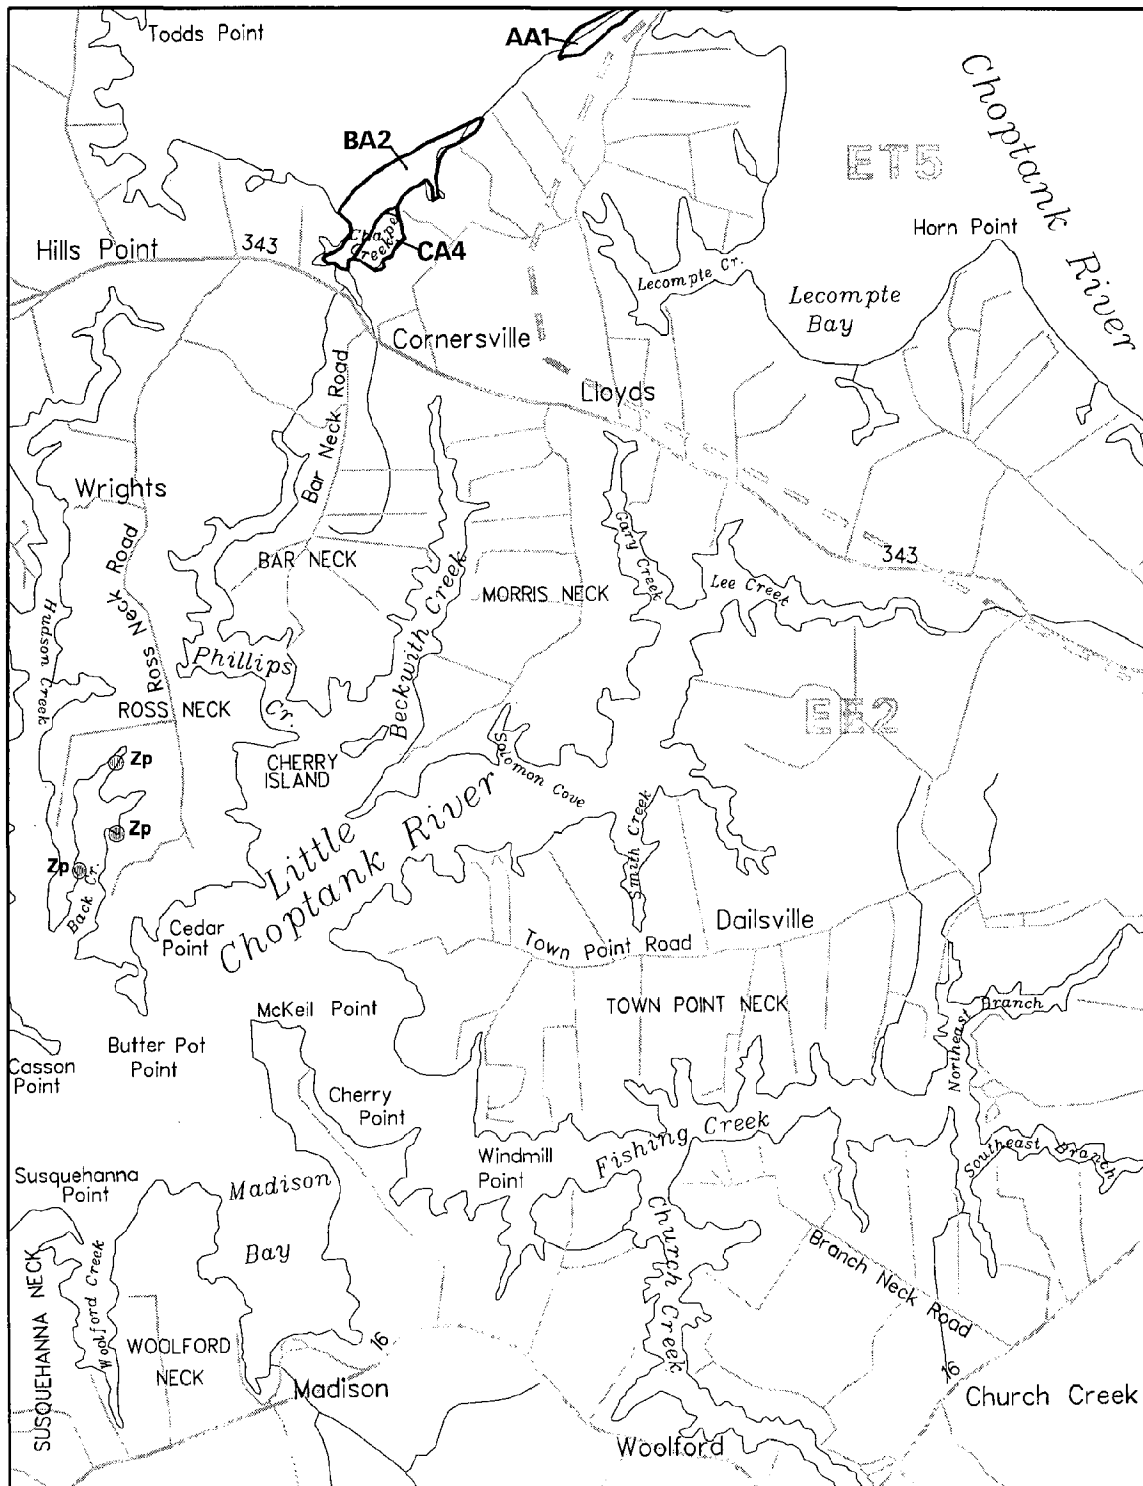 Todds Point
AA1
Choptank River
BA2
ET5
Horn Point
Chapel
Creek
CA4
343
Hills Point
Lecompte Cr.
Lecompte
Bay
Cornersville
Bar Neck Road
Lloyds
Wrights
Ross Neck Road
Gary Creek
BAR NECK
Beckwith Creek
MORRIS NECK
343
Lee Creek
Hudson Creek
Phillips
Cr.
ROSS NECK
EE2
Zp
CHERRY
ISLAND
Solomon Cove
Zp
Zp
Little
Choptank River
Smith Creek
Back Cr.
Cedar
Point
Dailsville
Town Point Road
McKeil Point
TOWN POINT NECK
Northeast
Branch
Casson
Point
Butter Pot
Point
Cherry
Point
Fishing Creek
Windmill
Point
Southeast Branch
Susquehanna
Point
Madison
Bay
Church Creek
Branch Neck Road
SUSQUEHANNA NECK
Woolford Creek
WOOLFORD
NECK
16
Madison
16
Church Creek
Woolford